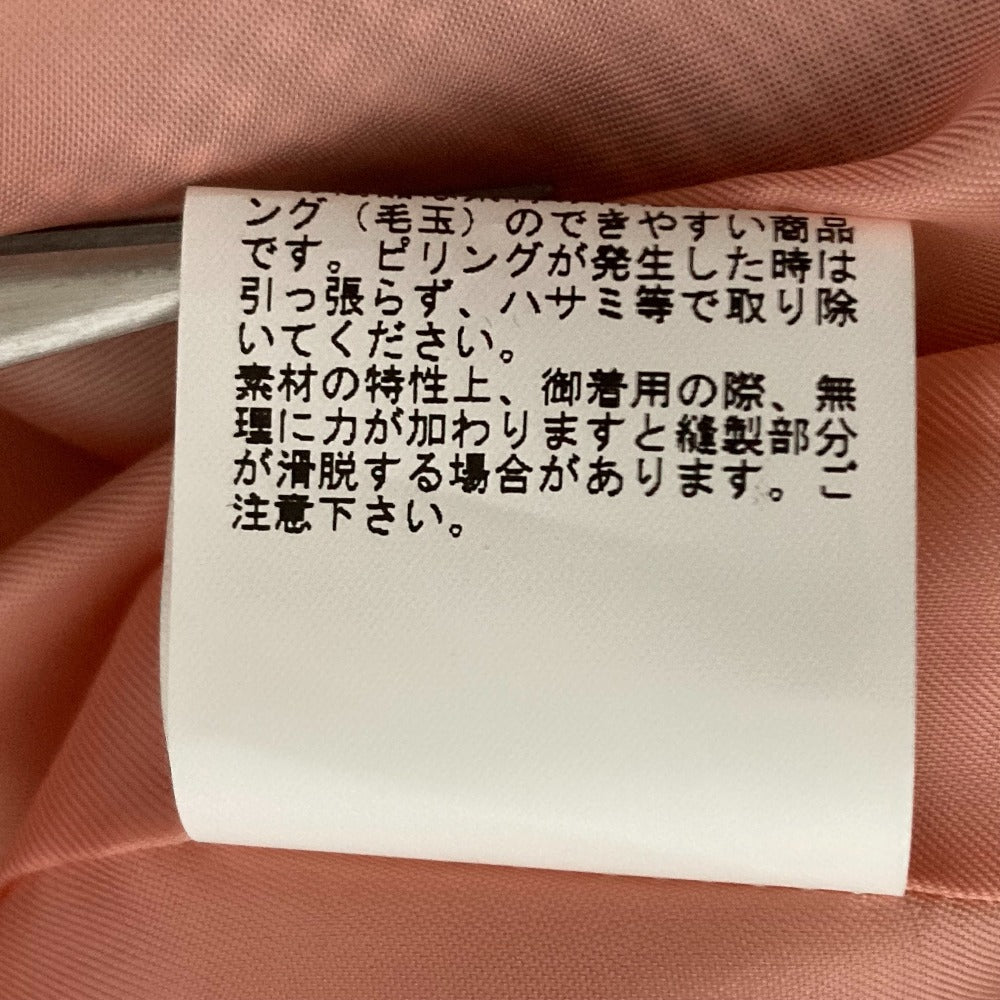 ング（毛玉）のできやすい商品
です。ピリングが発生した時は
引っ張らず、ハサミ等で取り除
いてください。
素材の特性上、御着用の際、無
理に力が加わりますと縫製部分
が滑脱する場合があります。ご
注意下さい。